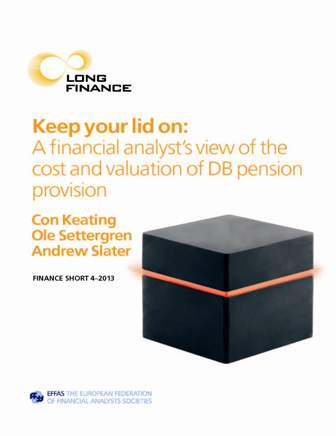 LONG
FINANCE
Keep your lid on:
A financial analyst's view of the
cost and valuation of DB pension
provision
Con Keating
Ole Settergren
Andrew Slater
FINANCE SHORT 4–2013
EFFAS THE EUROPEAN FEDERATION
OF FINANCIAL ANALYSTS SOCIETIES